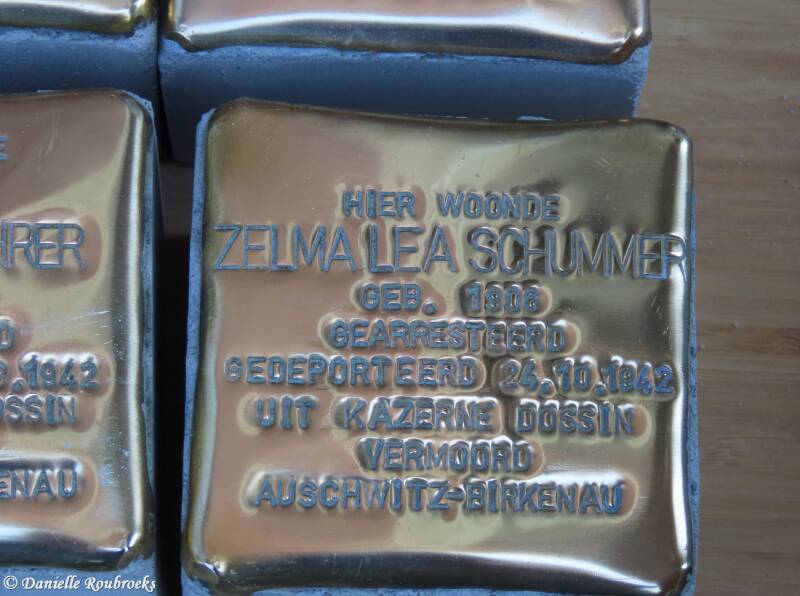 HIER WOONDE
ZELMA LEA SCHUMMER
GEB. 1906
GEARRESTEERD
GEDEPORTEERD 24.10.1942
UIT KAZERNE DOSSIN
VERMOORD
AUSCHWITZ-BIRKENAU
© Danielle Roubroeks